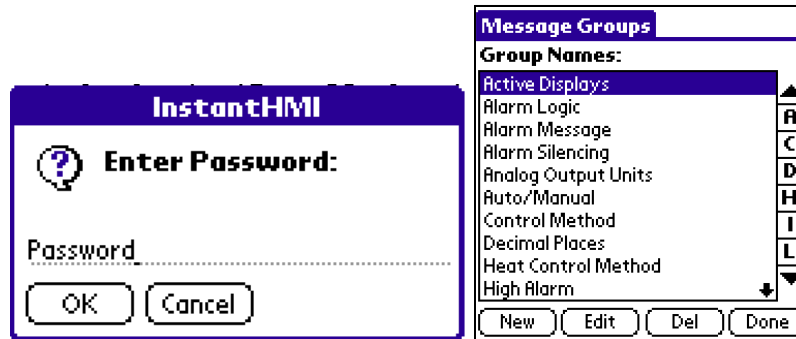 InstantHMI
Enter Password:
Password
OK
Cancel
Message Groups
Group Names:
Active Displays
Alarm Logic
Alarm Message
Alarm Silencing
Analog Output Units
Auto/Manual
Control Method
Decimal Places
Heat Control Method
High Alarm
A
C
D
H
I
L
New
Edit
Del
Done